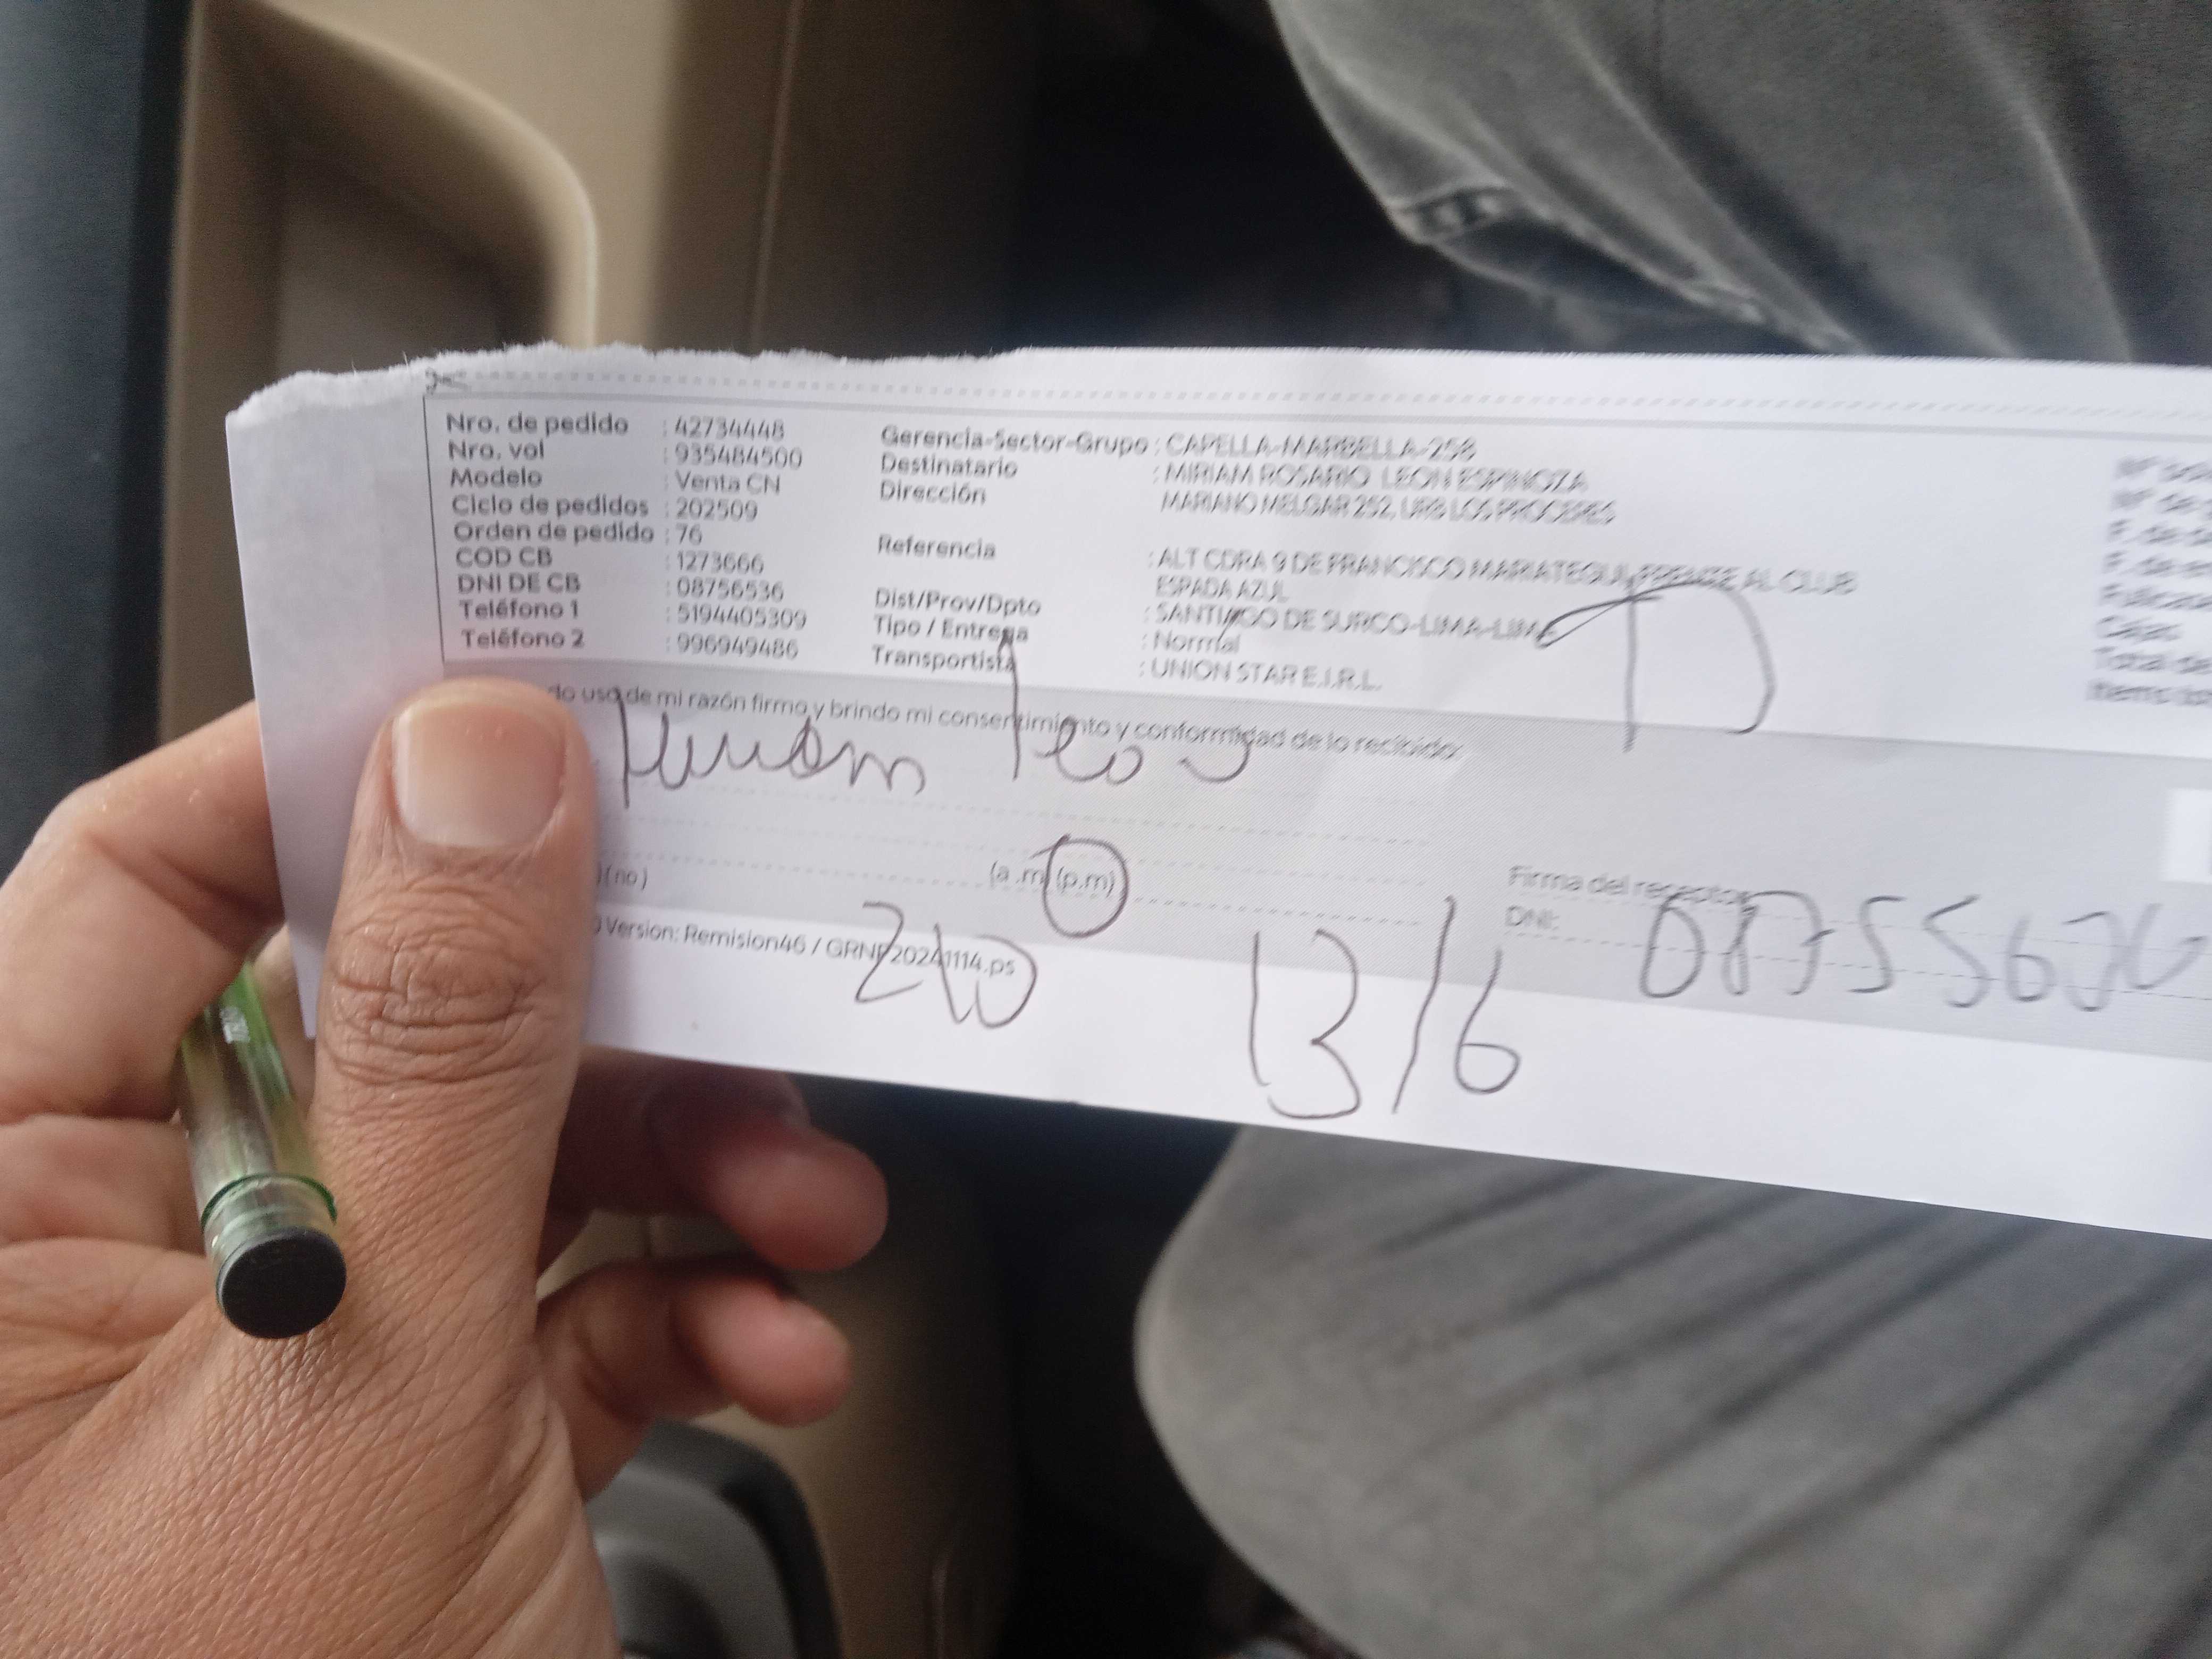 Nro. de pedido : 42734448
Nro. vol : 935484500
Modelo : Venta CN
Ciclo de pedidos : 202509
Orden de pedido : 76
COD CB : 1273666
DNI DE CB : 08756536
Teléfono 1 : 5194405309
Teléfono 2 : 996949486
Gerencia-Sector-Grupo : CAPELLA-MARBELLA-258
Destinatario : MIRIAM ROSARIO LEON ESPINOZA
Dirección MARIANO MELGAR 252, URB LOS PROCERES
Referencia : ALT CDRA 9 DE FRANCISCO MARIATEGUI, FRENTE AL CLUB
ESPADA AZUL
Dist/Prov/Dpto : SANTIAGO DE SURCO-LIMA-LIMA
Tipo / Entrega : Normal
Transportista : UNION STAR E.I.R.L.
Total de
uso de mi razón firmo y brindo mi consentimiento y conformidad de lo recibido:
Miriam Leon
)(no) (a.m) (p.m)
Firma del receptor
DNI:
) Version: Remision46 / GRNP20241114.ps
210
13/6